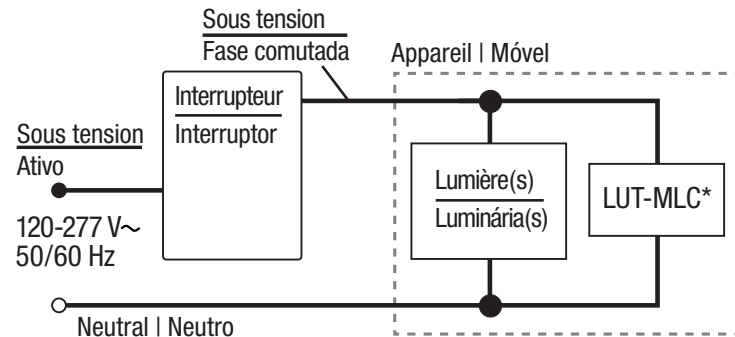 Sous tension
Fase comutada
Appareil | Móvel
Interrupteur
Interruptor
Sous tension
Ativo
120-277 V~
50/60 Hz
Lumière(s)
Luminária(s)
LUT-MLC*
Neutral | Neutro